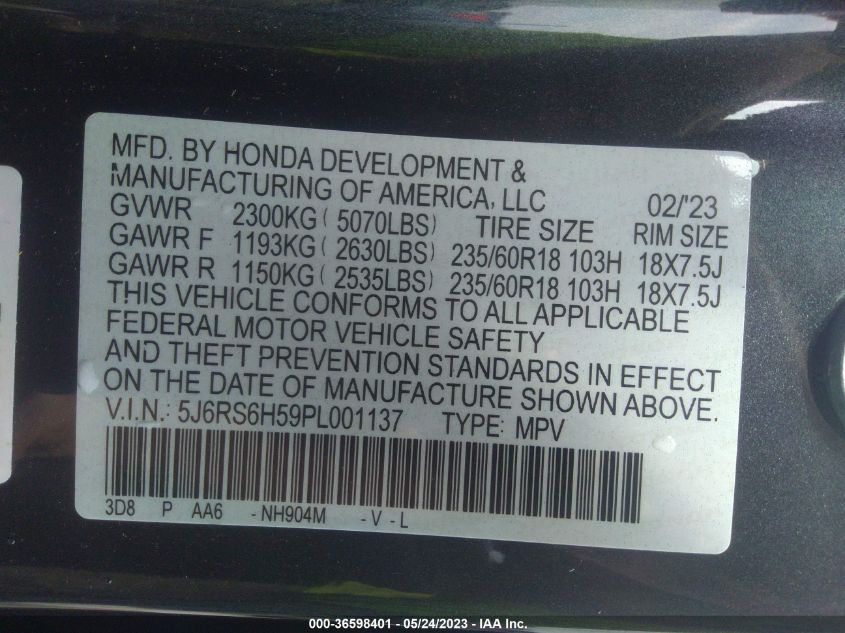 MFD. BY HONDA DEVELOPMENT &
MANUFACTURING OF AMERICA, LLC 02/'23
GVWR 2300KG ( 5070LBS) TIRE SIZE RIM SIZE
GAWR F 1193KG ( 2630LBS) 235/60R18 103H 18X7.5J
GAWR R 1150KG ( 2535LBS) 235/60R18 103H 18X7.5J
THIS VEHICLE CONFORMS TO ALL APPLICABLE
FEDERAL MOTOR VEHICLE SAFETY
AND THEFT PREVENTION STANDARDS IN EFFECT
ON THE DATE OF MANUFACTURE SHOWN ABOVE.
V.I.N.: 5J6RS6H59PL001137 TYPE: MPV
3D8 P AA6 - NH904M - V - L
000-36598401 - 05/24/2023 - IAA Inc.